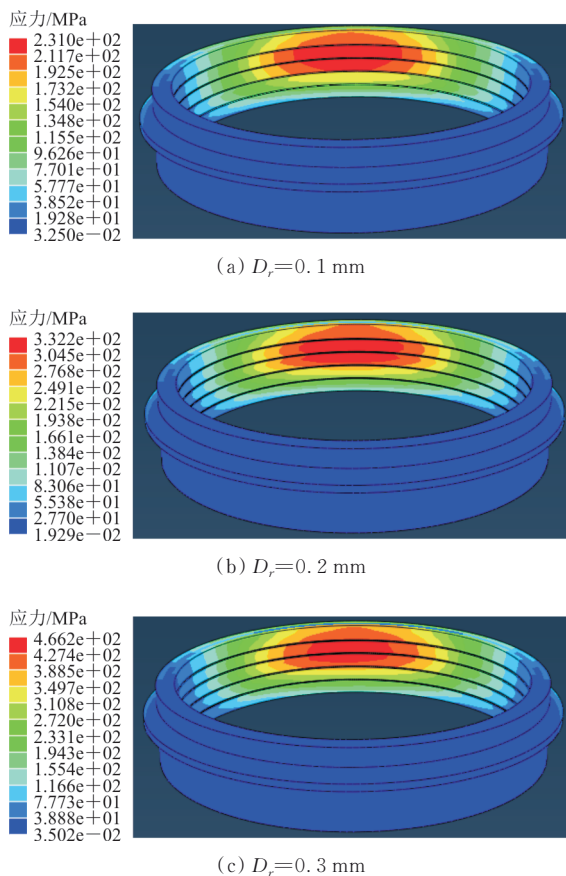 应力/MPa
2.310e+02
2.117e+02
1.925e+02
1.732e+02
1.540e+02
1.348e+02
1.155e+02
9.626e+01
7.701e+01
5.777e+01
3.852e+01
1.928e+01
3.250e−02
(a) Dr=0.1 mm
应力/MPa
3.322e+02
3.045e+02
2.768e+02
2.491e+02
2.215e+02
1.938e+02
1.661e+02
1.384e+02
1.107e+02
8.306e+01
5.538e+01
2.770e+01
1.929e−02
(b) Dr=0.2 mm
应力/MPa
4.662e+02
4.274e+02
3.885e+02
3.497e+02
3.108e+02
2.720e+02
2.331e+02
1.943e+02
1.554e+02
1.166e+02
7.773e+01
3.888e+01
3.502e−02
(c) Dr=0.3 mm